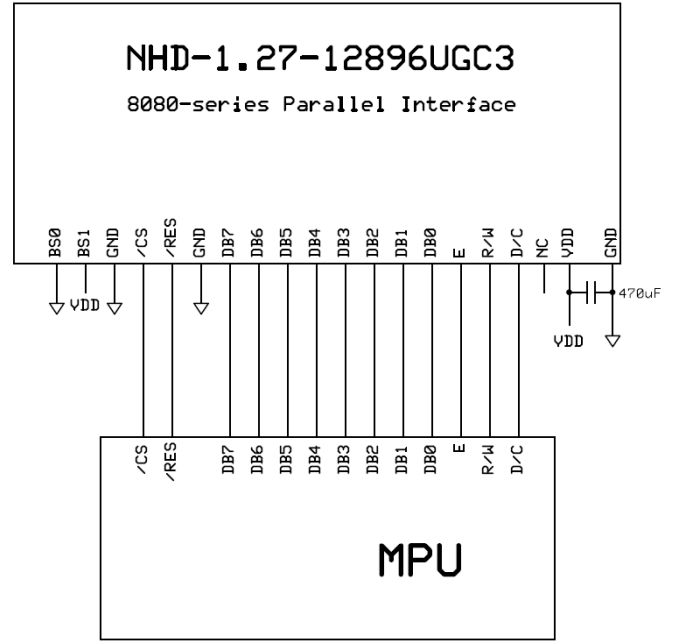 NHD-1.27-12896UGC3
8080-series Parallel Interface
BS0 BS1 GND /CS /RES GND DB7 DB6 DB5 DB4 DB3 DB2 DB1 DB0 E R/W D/C NC VDD GND
VDD
470uF
VDD
/CS /RES DB7 DB6 DB5 DB4 DB3 DB2 DB1 DB0 E R/W D/C
MPU